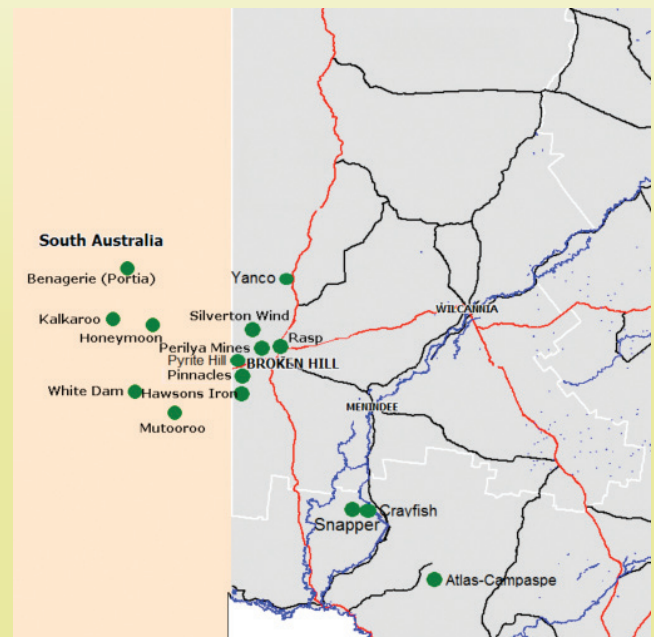 South Australia
Benagerie (Portia)
Yanco
Kalkaroo
Honeymoon
Silverton Wind
WILCANNIA
Perilya Mines
Rasp
Pyrite Hill
BROKEN HILL
Pinnacles
White Dam
Hawsons Iron
Mutooroo
MENINDEE
Snapper
Crayfish
Atlas-Campaspe